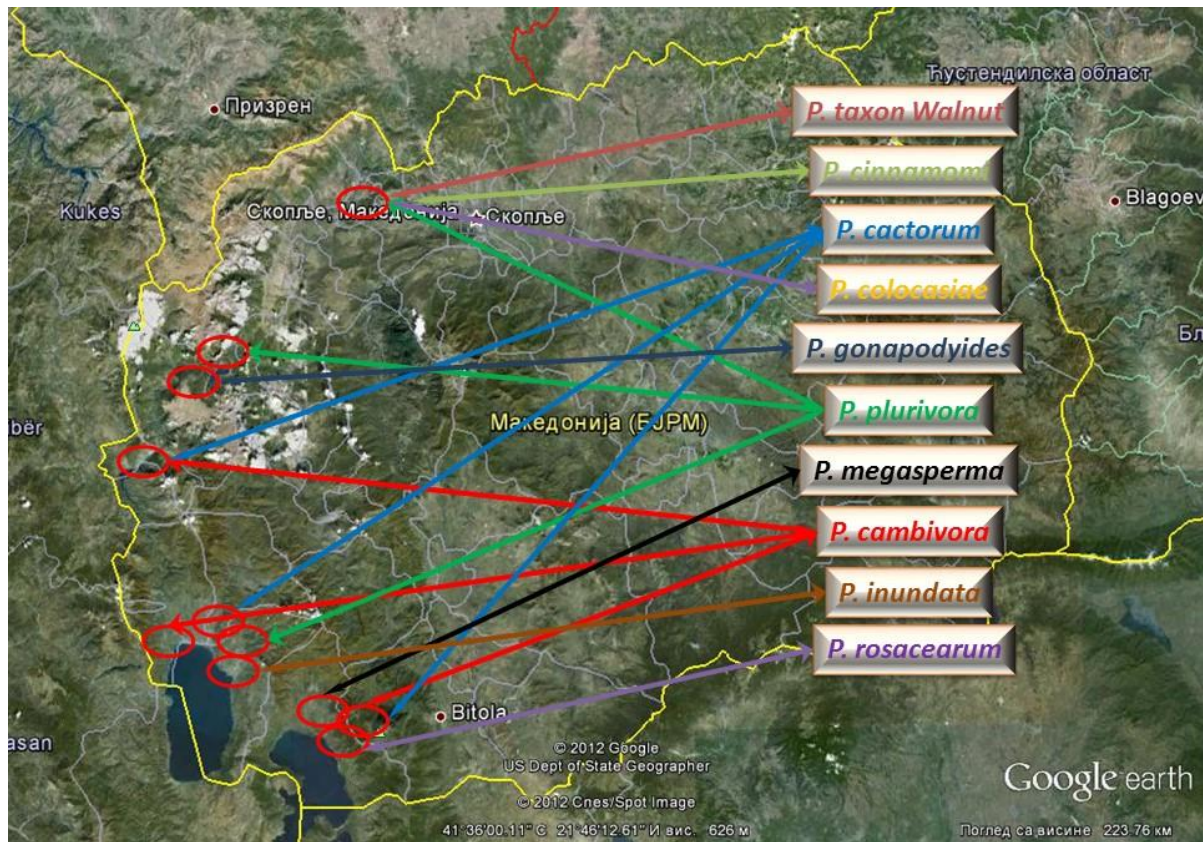 Ћустендилска област
Призрен
P. taxon Walnut
P. cinnamomi
Kukes
Blagoev
Скопље, Македонија
Скопље
P. cactorum
P. colocasiae
P. gonapodyides
Бл
P. plurivora
Македонија (БЈРМ)
ibër
P. megasperma
P. cambivora
P. inundata
P. rosacearum
Bitola
asan
© 2012 Google
US Dept of State Geographer
© 2012 Cnes/Spot Image
Google earth
41°36'00.11" С 21°46'12.61" И вис. 626 м
Поглед са висине 223.76 км